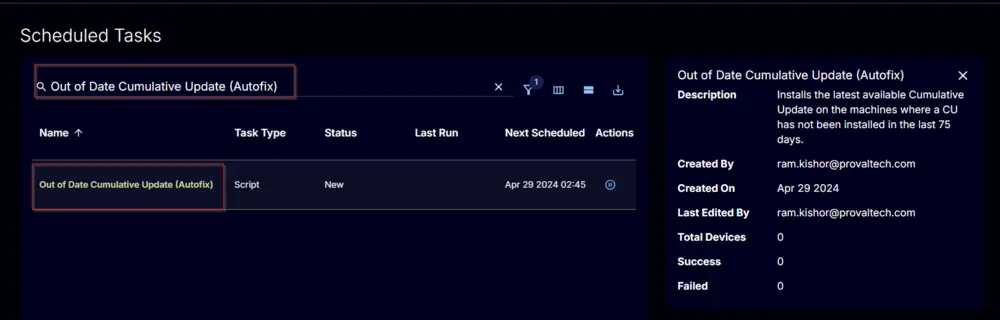 Scheduled Tasks
Out of Date Cumulative Update (Autofix)
1
Name Task Type Status Last Run Next Scheduled Actions
Out of Date Cumulative Update (Autofix) Script New Apr 29 2024 02:45
Out of Date Cumulative Update (Autofix)
Description Installs the latest available Cumulative
Update on the machines where a CU
has not been installed in the last 75
days.
Created By ram.kishor@provaltech.com
Created On Apr 29 2024
Last Edited By ram.kishor@provaltech.com
Total Devices 0
Success 0
Failed 0